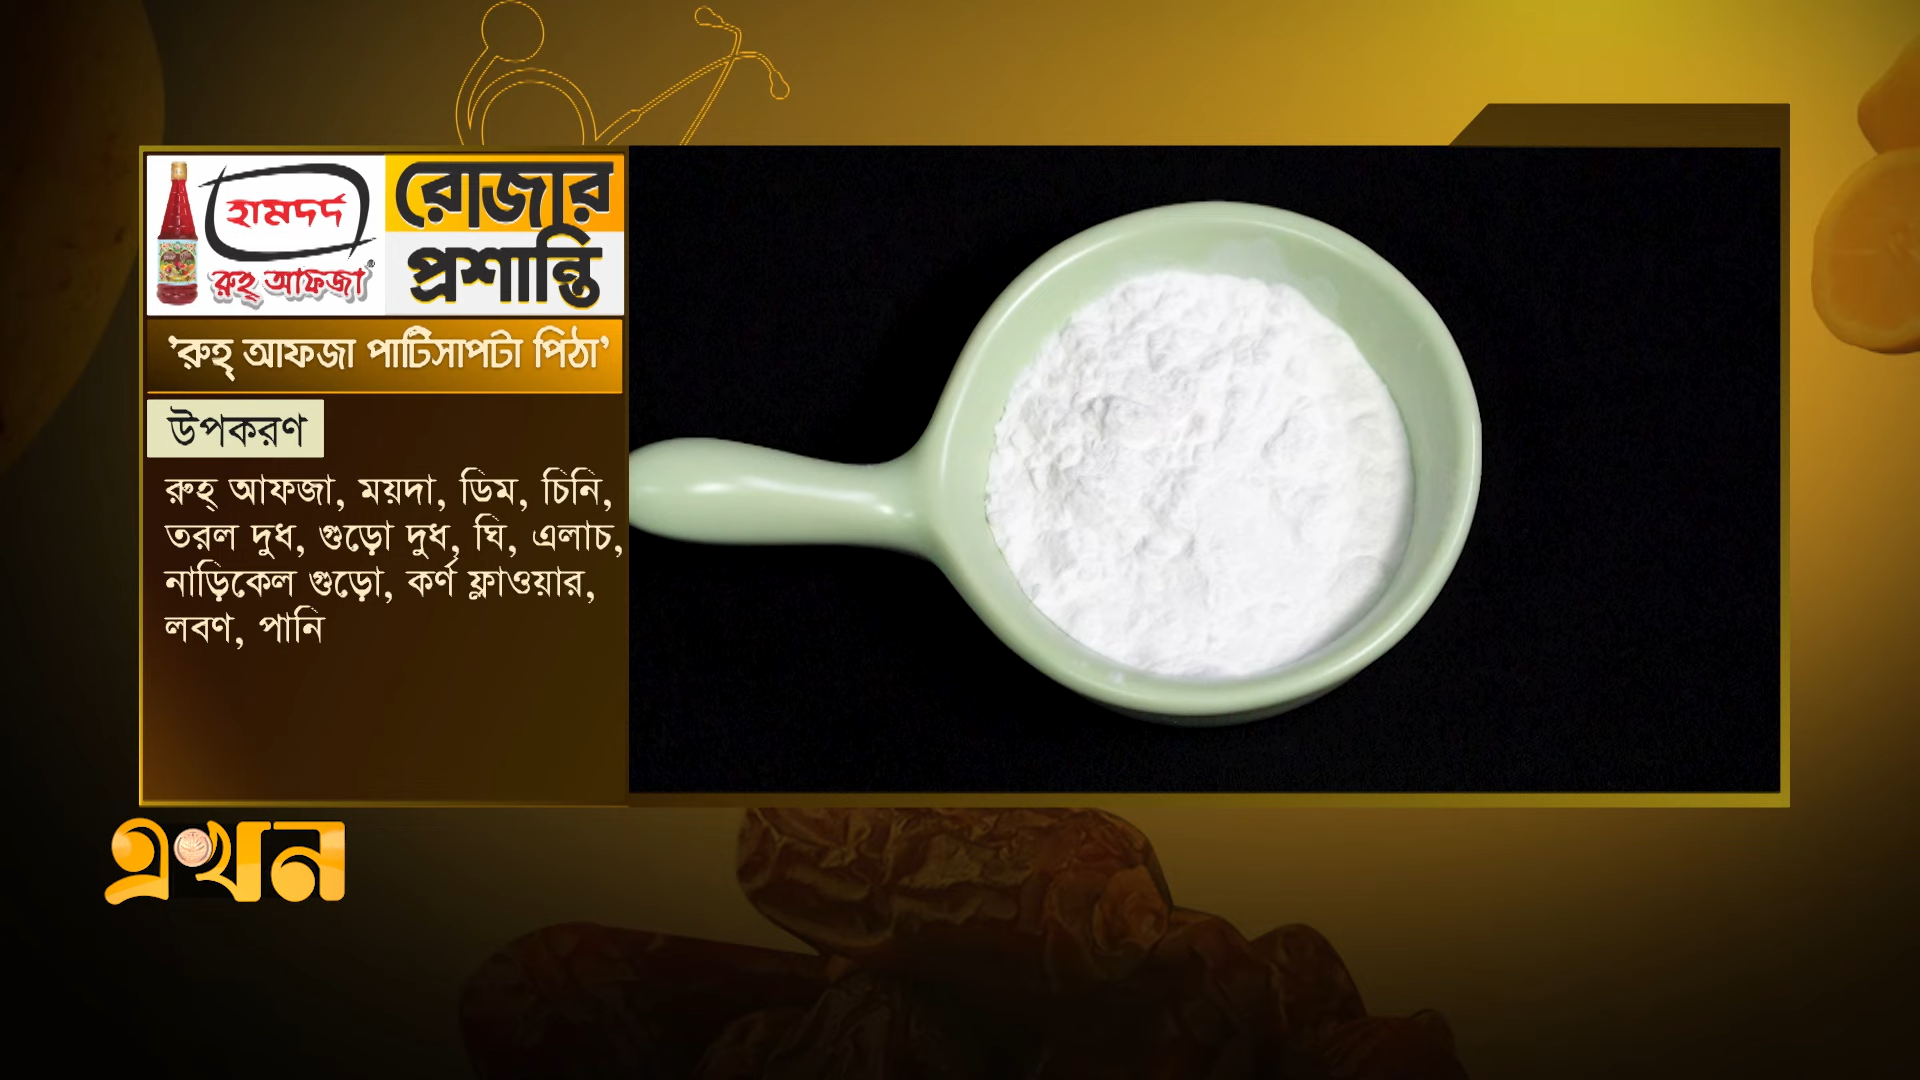 হামদর্দ
রুহ্ আফজা®
রোজার
প্রশান্তি
‘রুহ্ আফজা পাটিসাপটা পিঠা’
উপকরণ
রুহ্ আফজা, ময়দা, ডিম, চিনি,
তরল দুধ, গুড়ো দুধ, ঘি, এলাচ,
নাড়িকেল গুড়ো, কর্ণ ফ্লাওয়ার,
লবণ, পানি
এখন